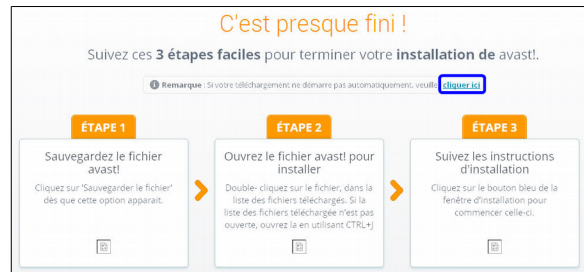 C'est presque fini !
Suivez ces 3 étapes faciles pour terminer votre installation de avast!.
Remarque : Si votre téléchargement ne démarre pas automatiquement, veuille cliquer ici
ÉTAPE 1
Sauvegardez le fichier
avast!
Cliquez sur 'Sauvegarder le fichier'
dès que cette option apparait.
ÉTAPE 2
Ouvrez le fichier avast! pour
installer
Double- cliquez sur le fichier, dans la
liste des fichiers téléchargés. Si la
liste des fichiers téléchargée n'est pas
ouverte, ouvrez la en utilisant CTRL+J
ÉTAPE 3
Suivez les instructions
d'installation
Cliquez sur le bouton bleu de la
fenêtre d'installation pour
commencer celle-ci.